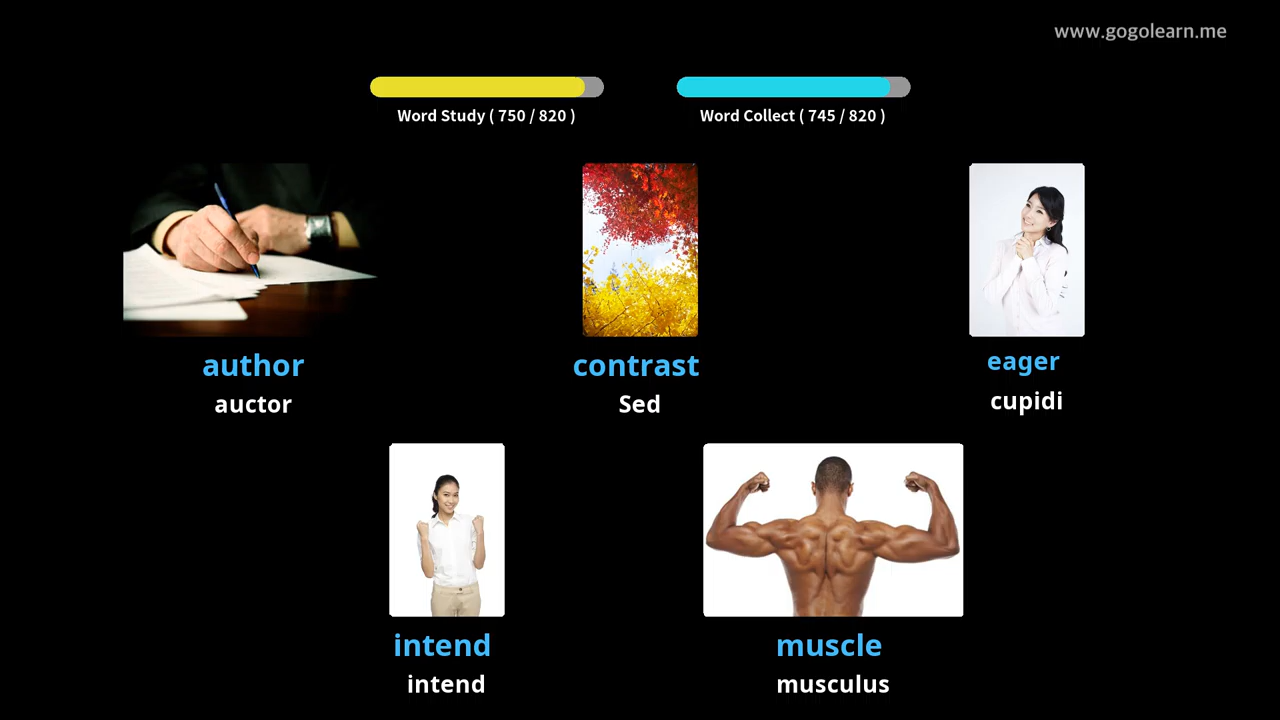 www.gogolearn.me
Word Study ( 750 / 820 )
Word Collect ( 745 / 820 )
author
auctor
contrast
Sed
eager
cupidi
intend
intend
muscle
musculus